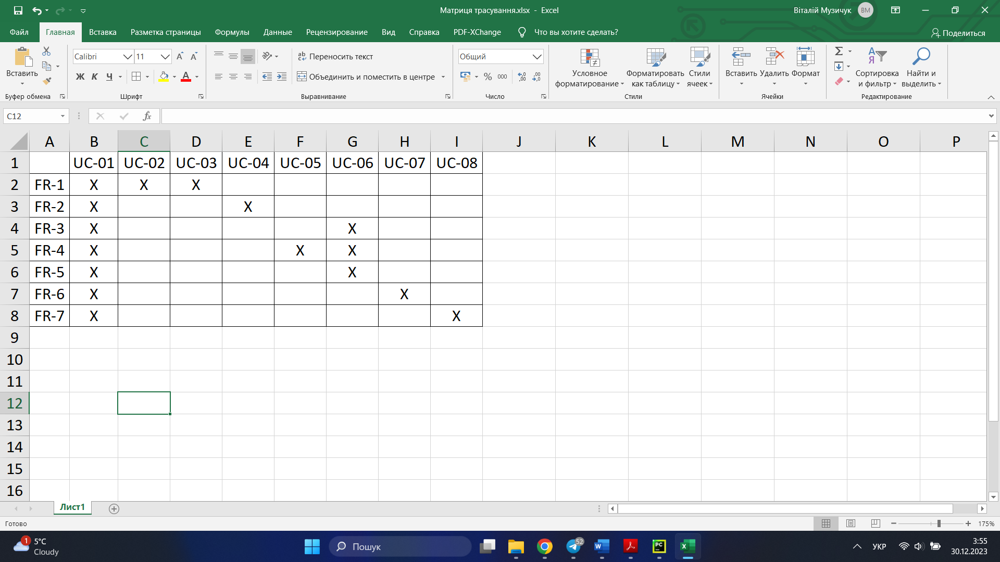 Матриця трасування.xlsx - Excel
Віталій Музичук ВМ
Файл Главная Вставка Разметка страницы Формулы Данные Рецензирование Вид Справка PDF-XChange Что вы хотите сделать? Поделиться
Вставить
Буфер обмена
Calibri 11
Ж К Ч
Шрифт
Переносить текст
Объединить и поместить в центре
Выравнивание
Общий
% 000
Число
Условное форматирование
Форматировать как таблицу
Стили ячеек
Стили
Вставить Удалить Формат
Ячейки
Сортировка и фильтр
Найти и выделить
Редактирование
C12
fx
A B C D E F G H I J K L M N O P
1 UC-01 UC-02 UC-03 UC-04 UC-05 UC-06 UC-07 UC-08
2 FR-1 X X X
3 FR-2 X X
4 FR-3 X X
5 FR-4 X X X
6 FR-5 X X
7 FR-6 X X
8 FR-7 X X
9
10
11
12
13
14
15
16
Лист1
Готово
175%
1 5°C
Cloudy
Пошук
52
УКР
3:55
30.12.2023